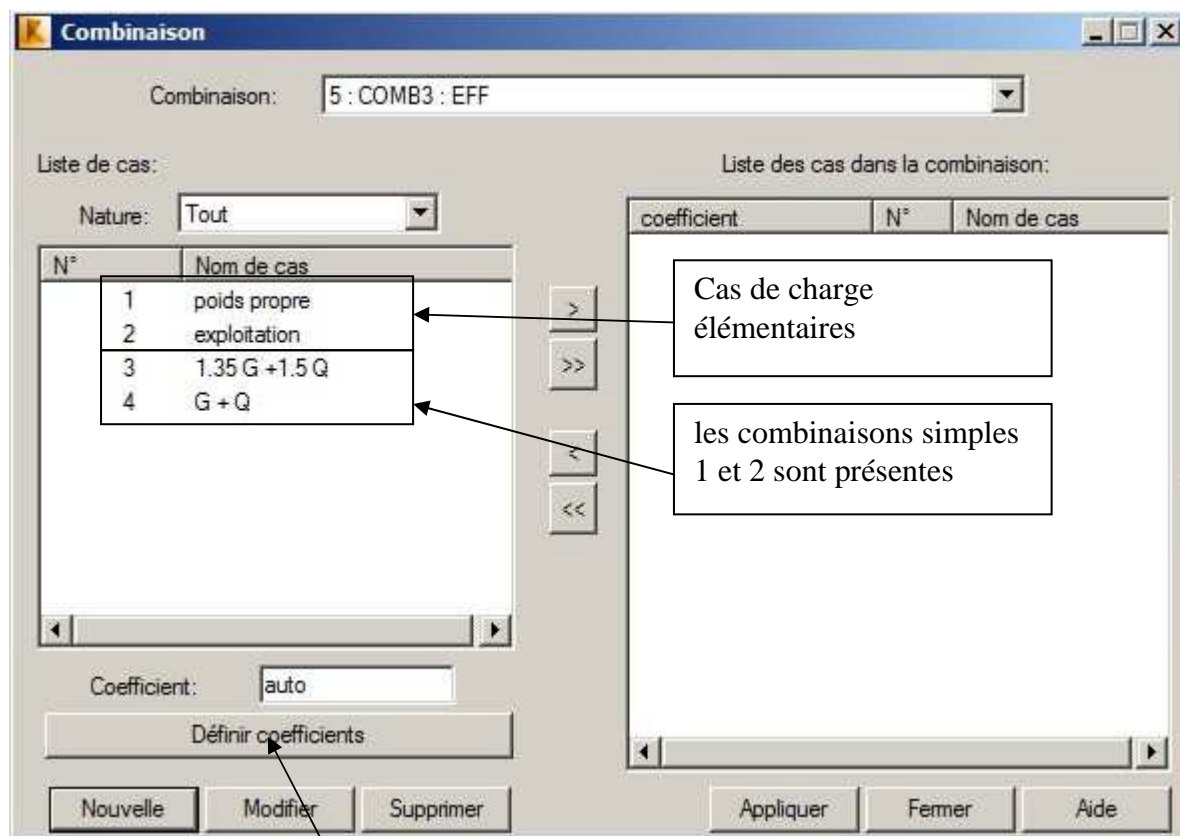 Combinaison
Combinaison: 5 : COMB3 : EFF
Liste de cas:
Nature: Tout
N° Nom de cas
1 poids propre
2 exploitation
3 1.35 G +1.5 Q
4 G + Q
Coefficient: auto
Définir coefficients
Nouvelle Modifier Supprimer
>
>>
<
<<
Liste des cas dans la combinaison:
coefficient N° Nom de cas
Cas de charge
élémentaires
les combinaisons simples
1 et 2 sont présentes
Appliquer Fermer Aide